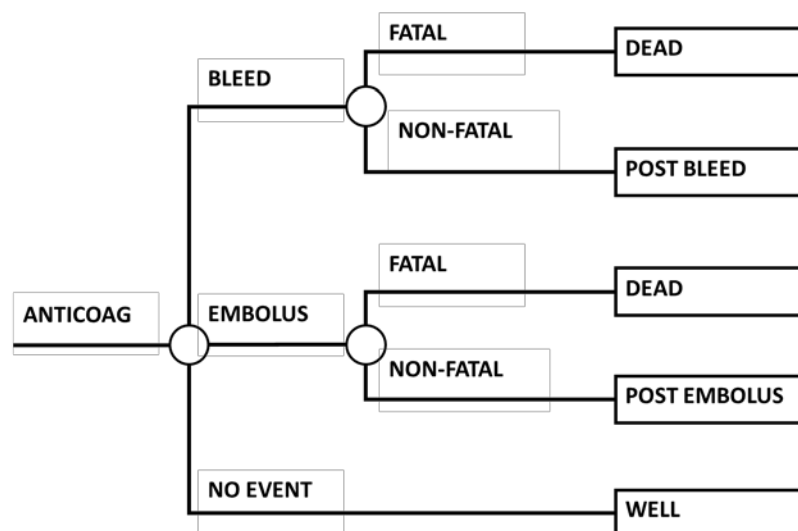 FATAL
DEAD
BLEED
NON-FATAL
POST BLEED
FATAL
DEAD
ANTICOAG
EMBOLUS
NON-FATAL
POST EMBOLUS
NO EVENT
WELL